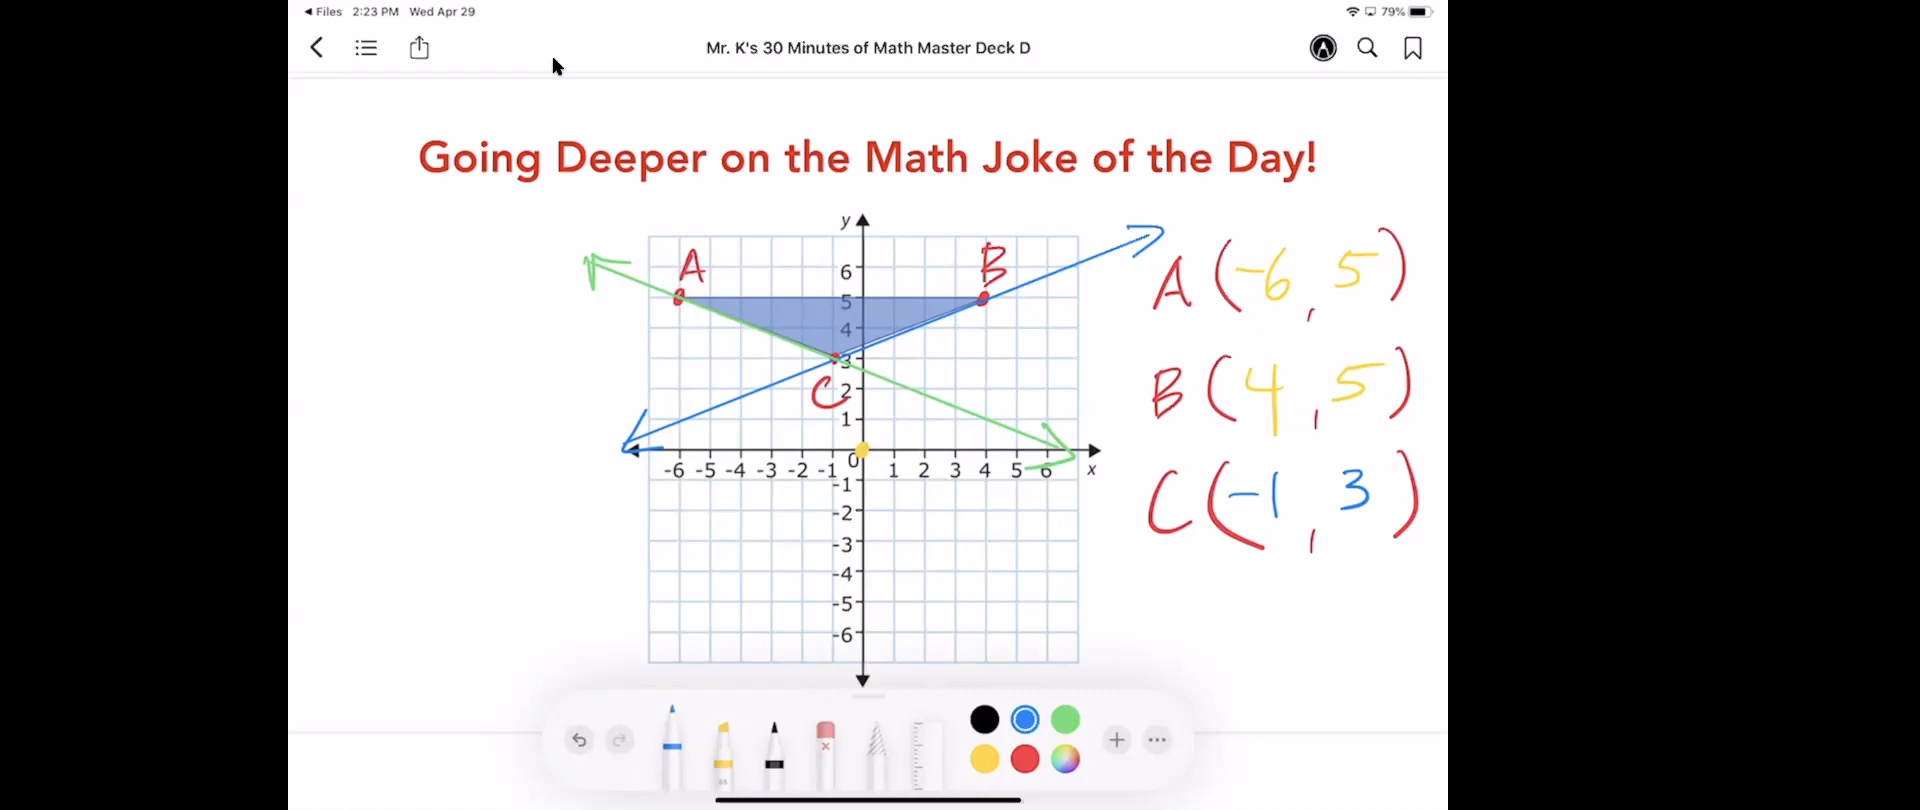 Files 2:23 PM Wed Apr 29 79%
Mr. K's 30 Minutes of Math Master Deck D
Going Deeper on the Math Joke of the Day!
y
A
B
C
6
5
4
3
2
1
0
-6 -5 -4 -3 -2 -1 1 2 3 4 5 6 x
-1
-2
-3
-4
-5
-6
A (-6, 5)
B (4, 5)
C (-1, 3)